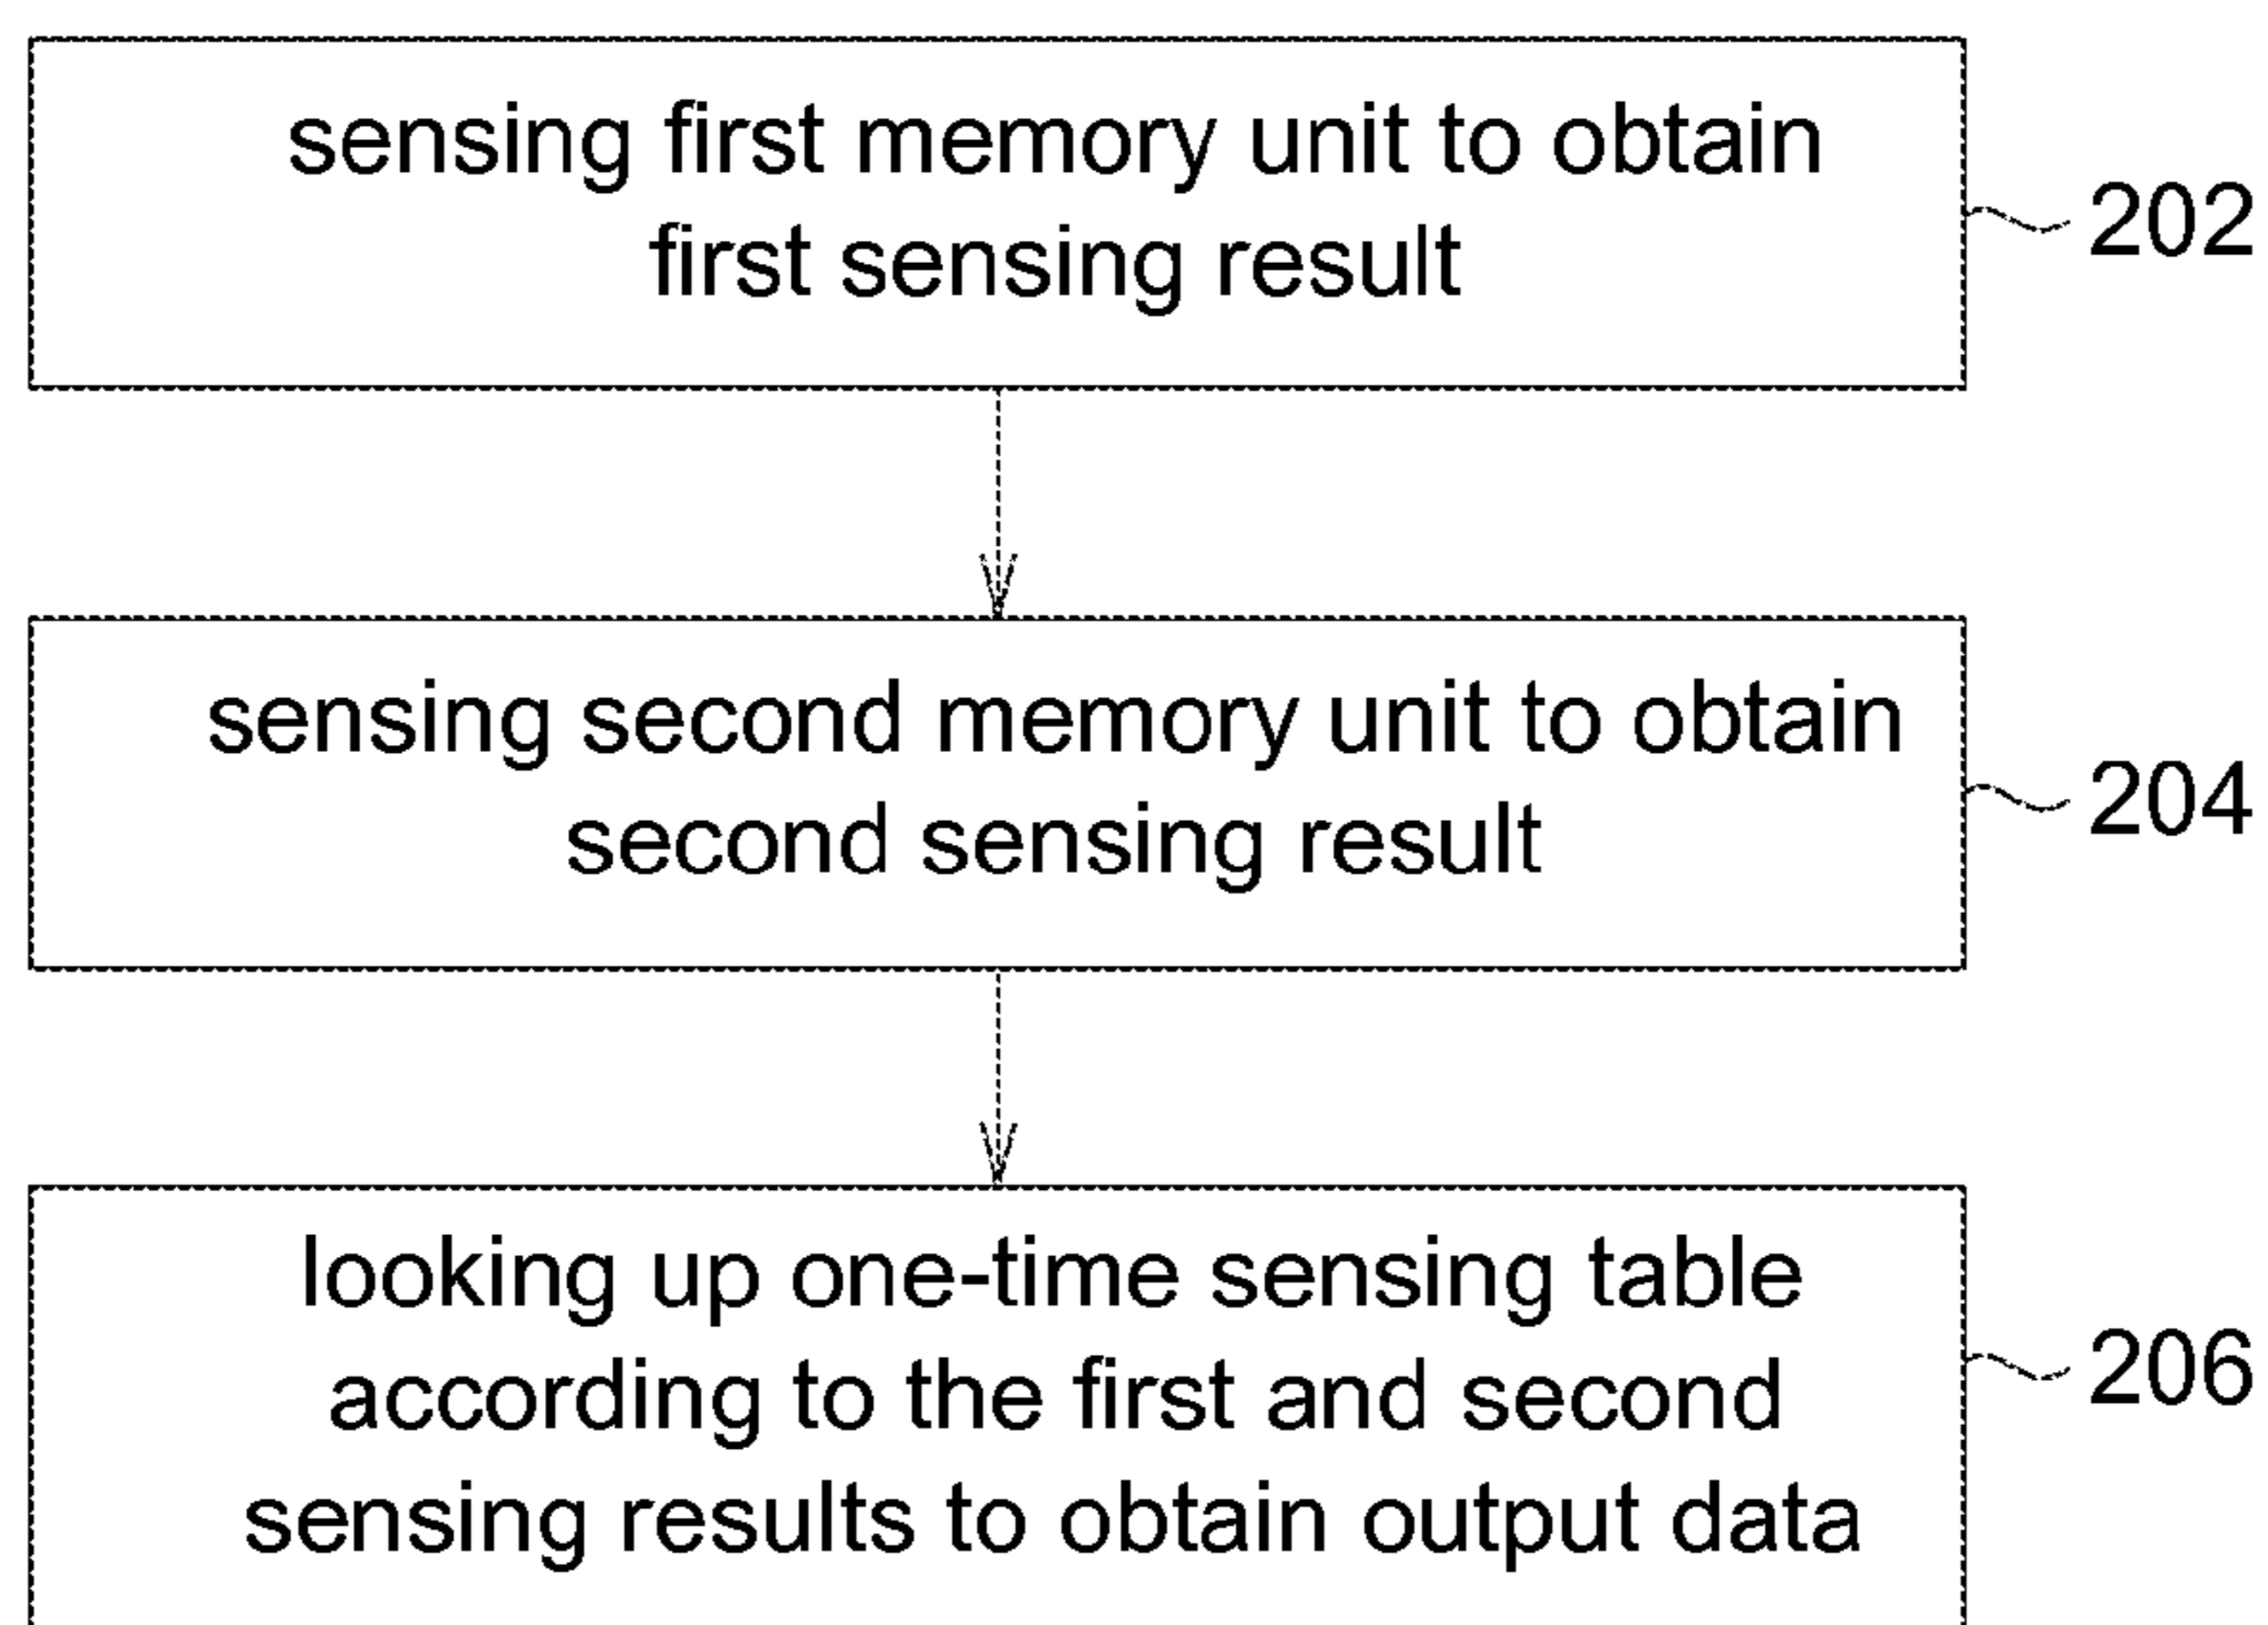 sensing first memory unit to obtain
first sensing result
202
sensing second memory unit to obtain
second sensing result
204
looking up one-time sensing table
according to the first and second
sensing results to obtain output data
206